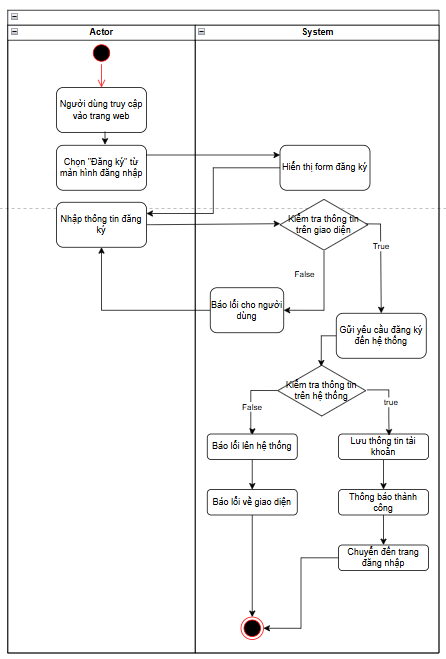 Actor
System
Người dùng truy cập
vào trang web
Chọn "Đăng ký" từ
màn hình đăng nhập
Hiển thị form đăng ký
Nhập thông tin đăng
ký
Kiểm tra thông tin
trên giao diện
True
False
Báo lỗi cho người
dùng
Gửi yêu cầu đăng ký
đến hệ thống
Kiểm tra thông tin
trên hệ thống
False
true
Báo lỗi lên hệ thống
Lưu thông tin tài
khoản
Báo lỗi về giao diện
Thông báo thành
công
Chuyển đến trang
đăng nhập